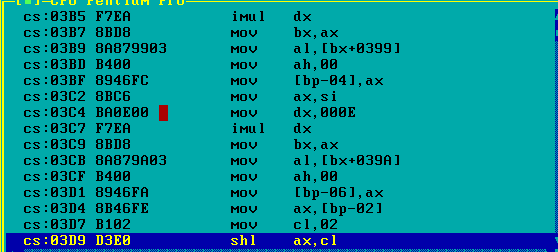 [■]=CPU Pentium Pro
cs:03B5 F7EA imul dx
cs:03B7 8BD8 mov bx,ax
cs:03B9 8A879903 mov al,[bx+0399]
cs:03BD B400 mov ah,00
cs:03BF 8946FC mov [bp-04],ax
cs:03C2 8BC6 mov ax,si
cs:03C4 BA0E00 mov dx,000E
cs:03C7 F7EA imul dx
cs:03C9 8BD8 mov bx,ax
cs:03CB 8A879A03 mov al,[bx+039A]
cs:03CF B400 mov ah,00
cs:03D1 8946FA mov [bp-06],ax
cs:03D4 8B46FE mov ax,[bp-02]
cs:03D7 B102 mov cl,02
cs:03D9 D3E0 shl ax,cl